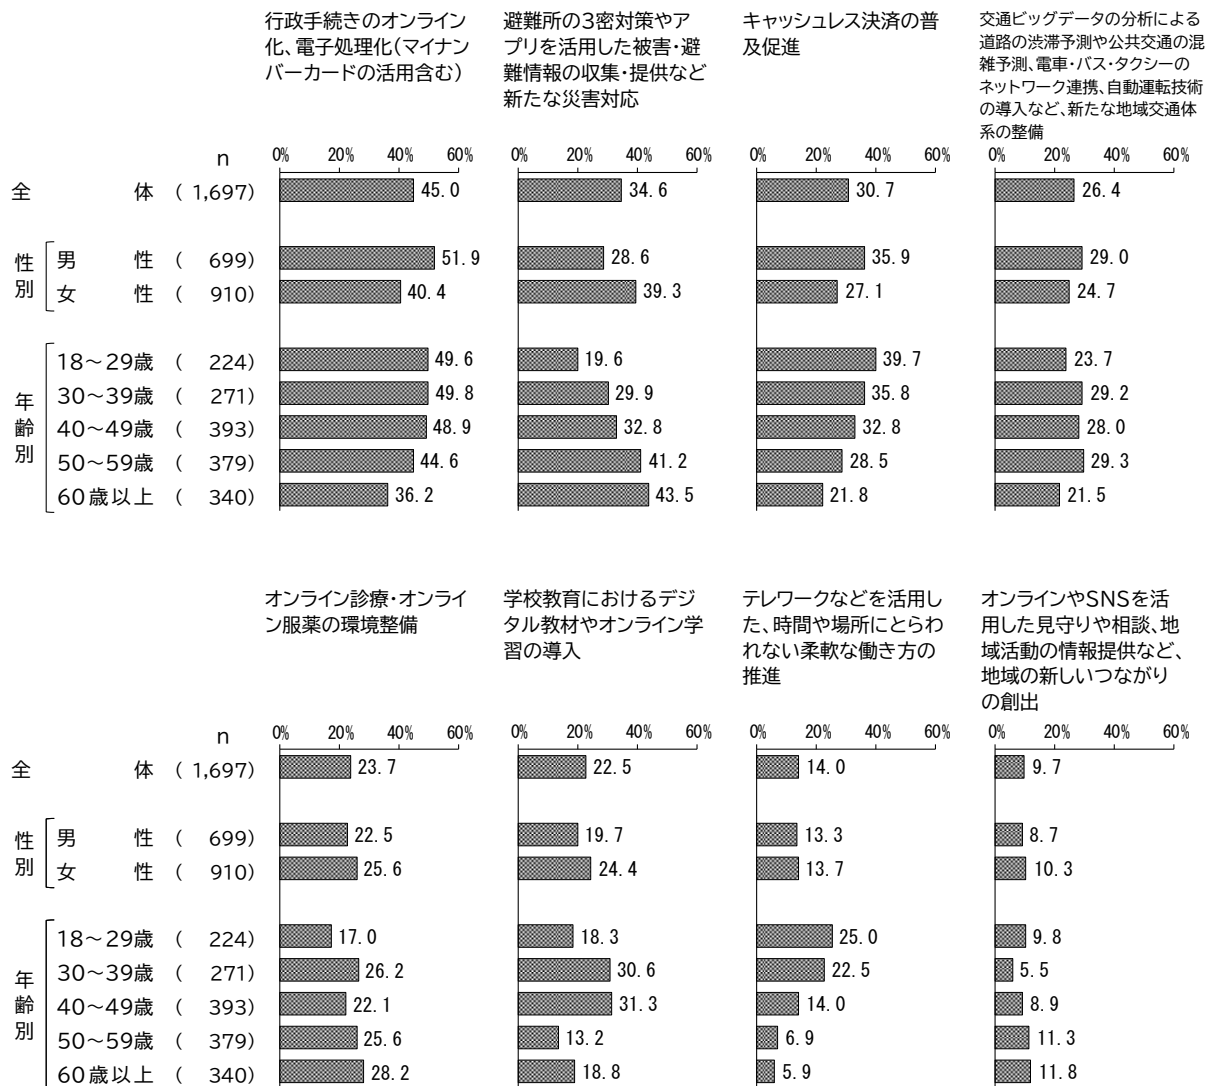 行政手続きのオンライン
化、電子処理化(マイナン
バーカードの活用含む)
避難所の3密対策やア
プリを活用した被害・避
難情報の収集・提供など
新たな災害対応
キャッシュレス決済の普
及促進
交通ビッグデータの分析による
道路の渋滞予測や公共交通の混
雑予測、電車・バス・タクシーの
ネットワーク連携、自動運転技術
の導入など、新たな地域交通体
系の整備
n 0% 20% 40% 60% 0% 20% 40% 60% 0% 20% 40% 60% 0% 20% 40% 60%
全体 (1,697) 45.0 34.6 30.7 26.4
性別
男性 (699) 51.9 28.6 35.9 29.0
女性 (910) 40.4 39.3 27.1 24.7
年齢別
18〜29歳 (224) 49.6 19.6 39.7 23.7
30〜39歳 (271) 49.8 29.9 35.8 29.2
40〜49歳 (393) 48.9 32.8 32.8 28.0
50〜59歳 (379) 44.6 41.2 28.5 29.3
60歳以上 (340) 36.2 43.5 21.8 21.5
オンライン診療・オンライ
ン服薬の環境整備
学校教育におけるデジ
タル教材やオンライン学
習の導入
テレワークなどを活用し
た、時間や場所にとらわ
れない柔軟な働き方の
推進
オンラインやSNSを活
用した見守りや相談、地
域活動の情報提供など、
地域の新しいつながり
の創出
n 0% 20% 40% 60% 0% 20% 40% 60% 0% 20% 40% 60% 0% 20% 40% 60%
全体 (1,697) 23.7 22.5 14.0 9.7
性別
男性 (699) 22.5 19.7 13.3 8.7
女性 (910) 25.6 24.4 13.7 10.3
年齢別
18〜29歳 (224) 17.0 18.3 25.0 9.8
30〜39歳 (271) 26.2 30.6 22.5 5.5
40〜49歳 (393) 22.1 31.3 14.0 8.9
50〜59歳 (379) 25.6 13.2 6.9 11.3
60歳以上 (340) 28.2 18.8 5.9 11.8